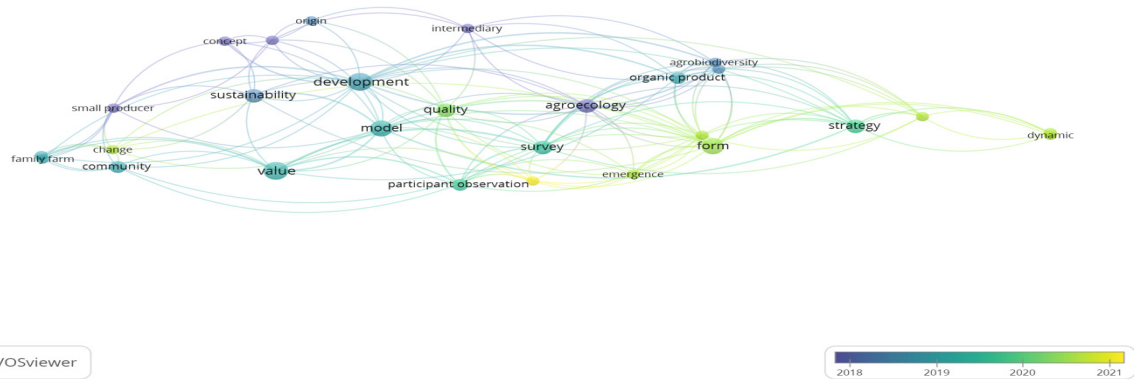 origin
intermediary
concept
agrobiodiversity
organic product
development
sustainability
agroecology
small producer
quality
model
strategy
dynamic
change
survey
form
family farm
community
value
emergence
participant observation
VOSviewer
2018 2019 2020 2021